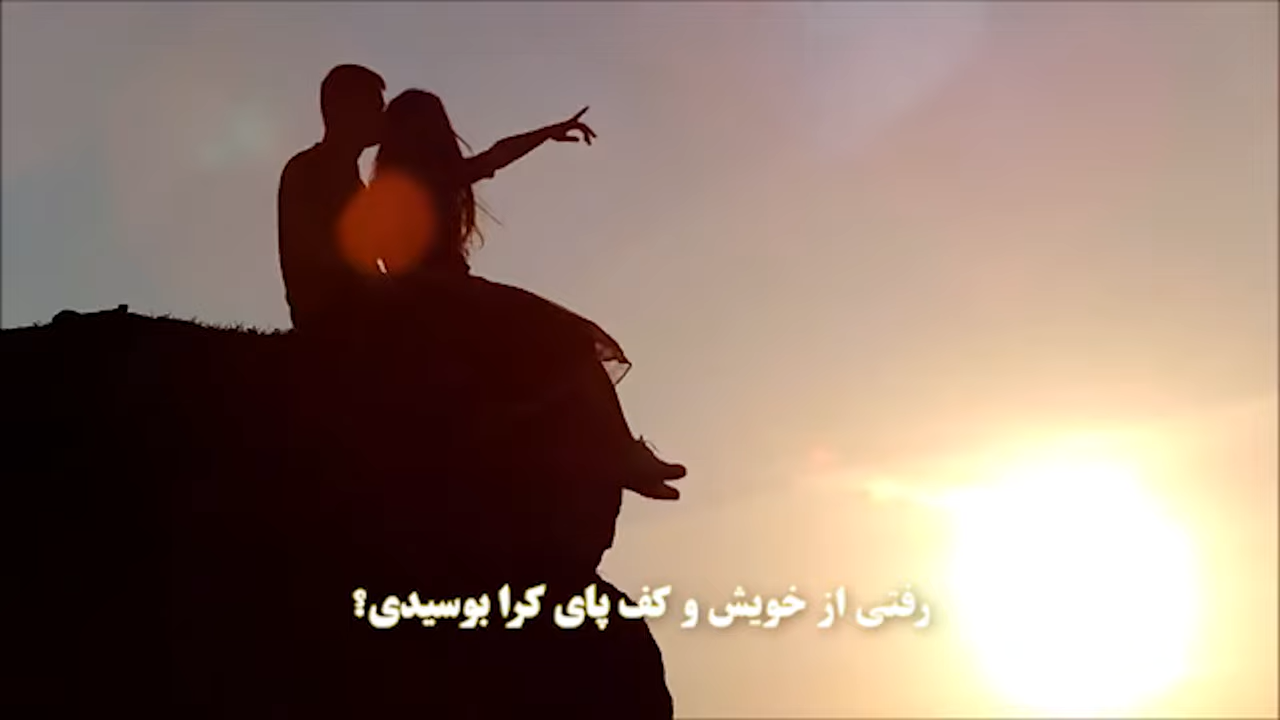 رفتی از خویش و کف پای کرا بوسیدی؟